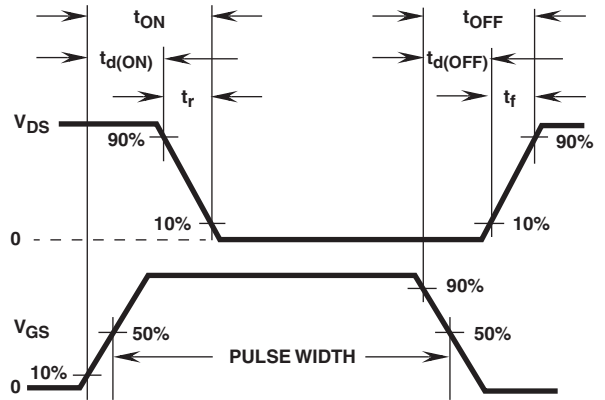 tON tOFF
td(ON) td(OFF)
tr tf
VDS
90% 90%
10% 10%
0
90%
VGS 50% 50%
PULSE WIDTH
10%
0